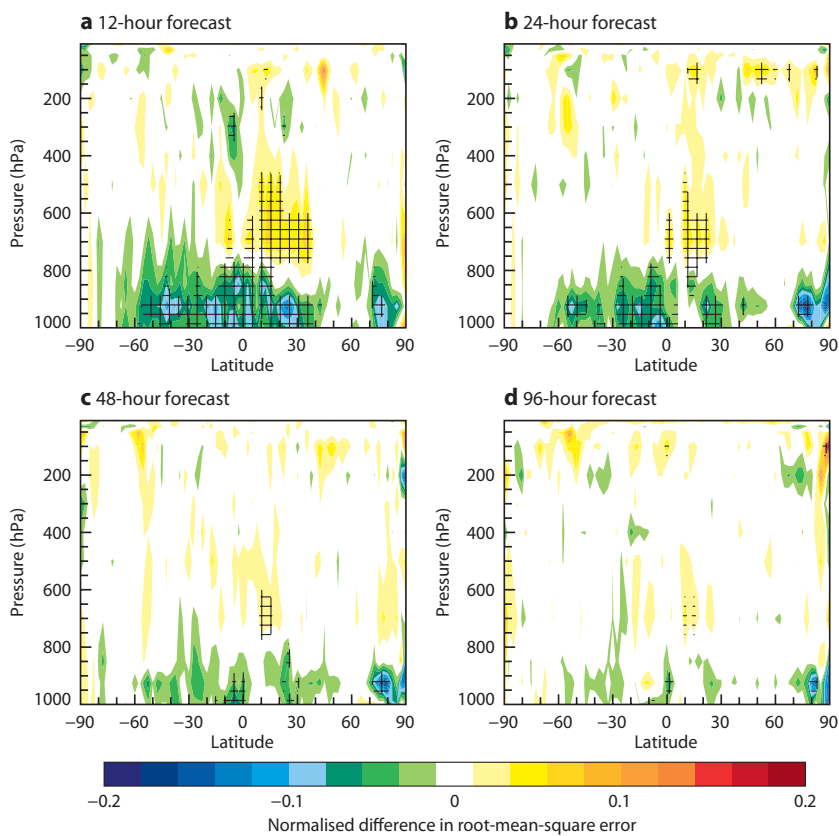 a 12-hour forecast
b 24-hour forecast
Pressure (hPa)
200
400
600
800
1000
−90 −60 −30 0 30 60 90
Latitude
Pressure (hPa)
200
400
600
800
1000
−90 −60 −30 0 30 60 90
Latitude
c 48-hour forecast
d 96-hour forecast
Pressure (hPa)
200
400
600
800
1000
−90 −60 −30 0 30 60 90
Latitude
Pressure (hPa)
200
400
600
800
1000
−90 −60 −30 0 30 60 90
Latitude
−0.2 −0.1 0 0.1 0.2
Normalised difference in root-mean-square error